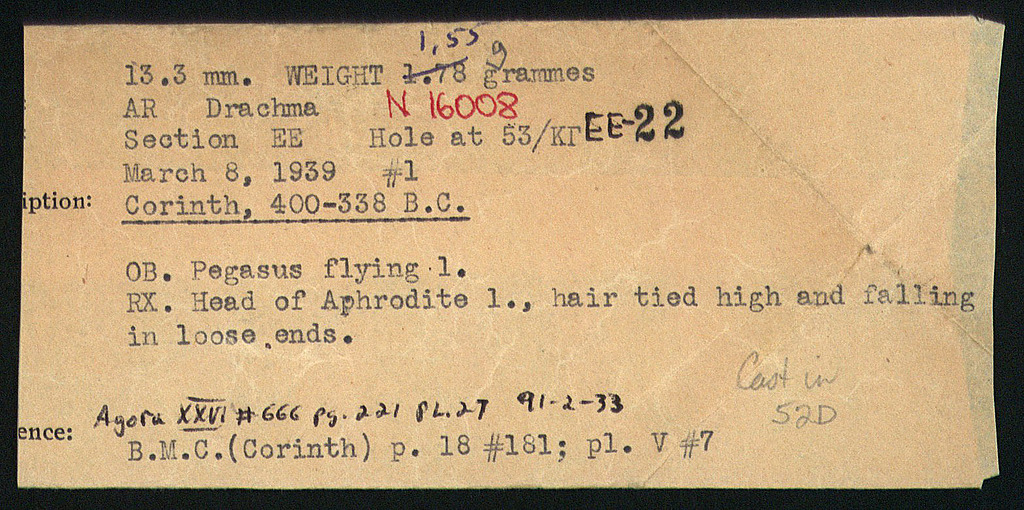 1,55 g
13.3 mm. WEIGHT 1.78 grammes
AR Drachma N 16008
Section EE Hole at 53/ΚΓ EE-22
March 8, 1939 #1
iption: Corinth, 400-338 B.C.
OB. Pegasus flying l.
RX. Head of Aphrodite l., hair tied high and falling
in loose ends.
Cast in
52D
Agora XXVI #666 pg. 221 PL.27 91-2-33
ence: B.M.C.(Corinth) p. 18 #181; pl. V #7